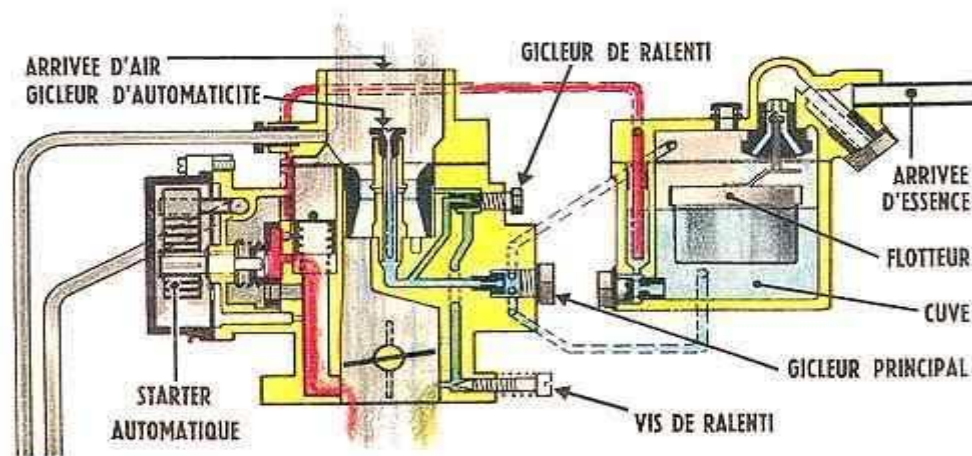 ARRIVEE D'AIR
GICLEUR D'AUTOMATICITE
GICLEUR DE RALENTI
ARRIVEE
D'ESSENCE
FLOTTEUR
CUVE
GICLEUR PRINCIPAL
VIS DE RALENTI
STARTER
AUTOMATIQUE